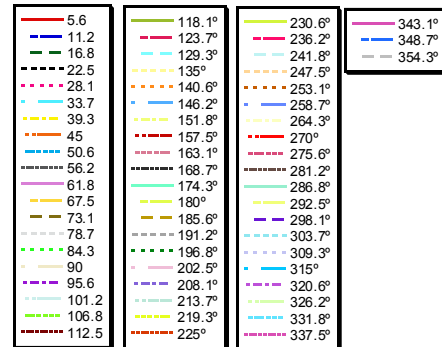 5.6
11.2
16.8
22.5
28.1
33.7
39.3
45
50.6
56.2
61.8
67.5
73.1
78.7
84.3
90
95.6
101.2
106.8
112.5
118.1º
123.7º
129.3º
135º
140.6º
146.2º
151.8º
157.5º
163.1º
168.7º
174.3º
180º
185.6º
191.2º
196.8º
202.5º
208.1º
213.7º
219.3º
225º
230.6º
236.2º
241.8º
247.5º
253.1º
258.7º
264.3º
270º
275.6º
281.2º
286.8º
292.5º
298.1º
303.7º
309.3º
315º
320.6º
326.2º
331.8º
337.5º
343.1º
348.7º
354.3º